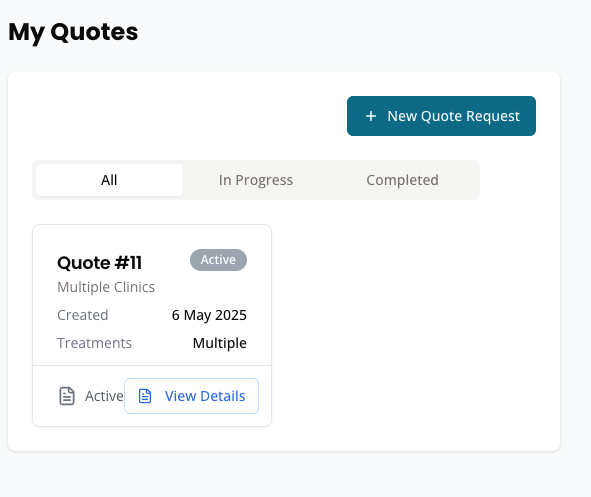 My Quotes
+ New Quote Request
All In Progress Completed
Quote #11 Active
Multiple Clinics
Created 6 May 2025
Treatments Multiple
Active View Details